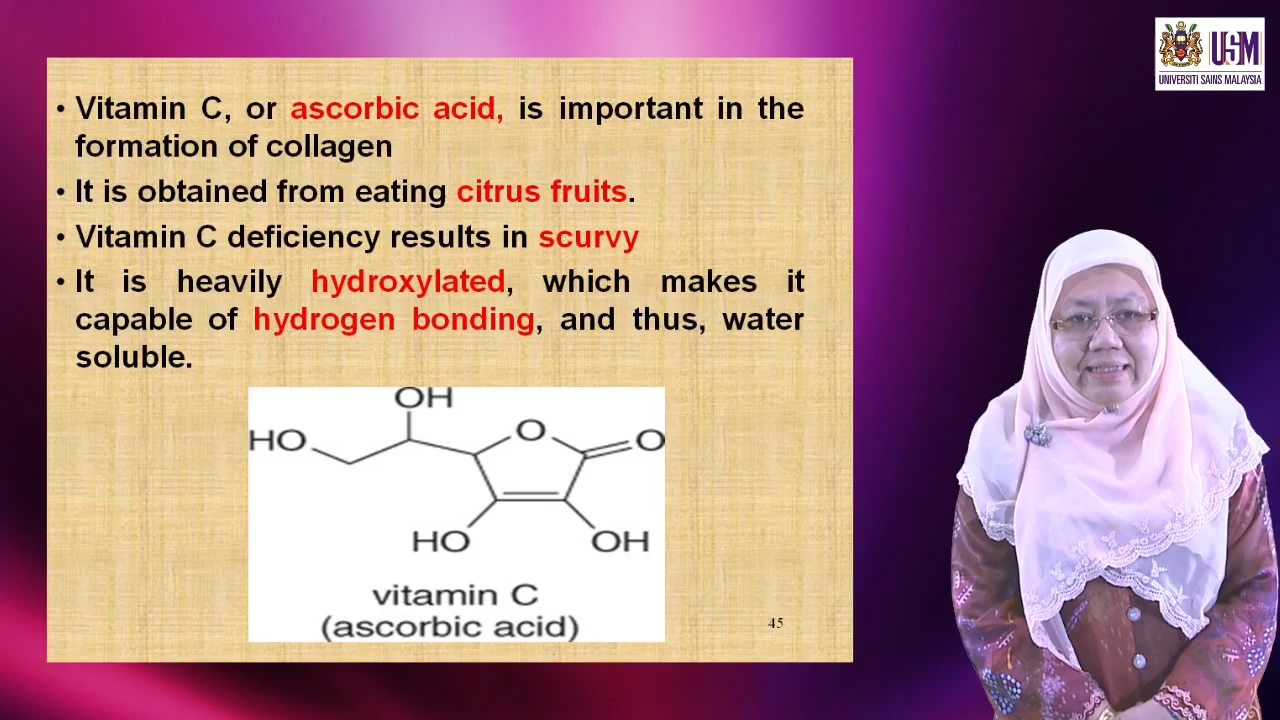 USM
UNIVERSITI SAINS MALAYSIA
• Vitamin C, or ascorbic acid, is important in the
formation of collagen
• It is obtained from eating citrus fruits.
• Vitamin C deficiency results in scurvy
• It is heavily hydroxylated, which makes it
capable of hydrogen bonding, and thus, water
soluble.
OH
HO
O
O
HO
OH
vitamin C
(ascorbic acid)
45